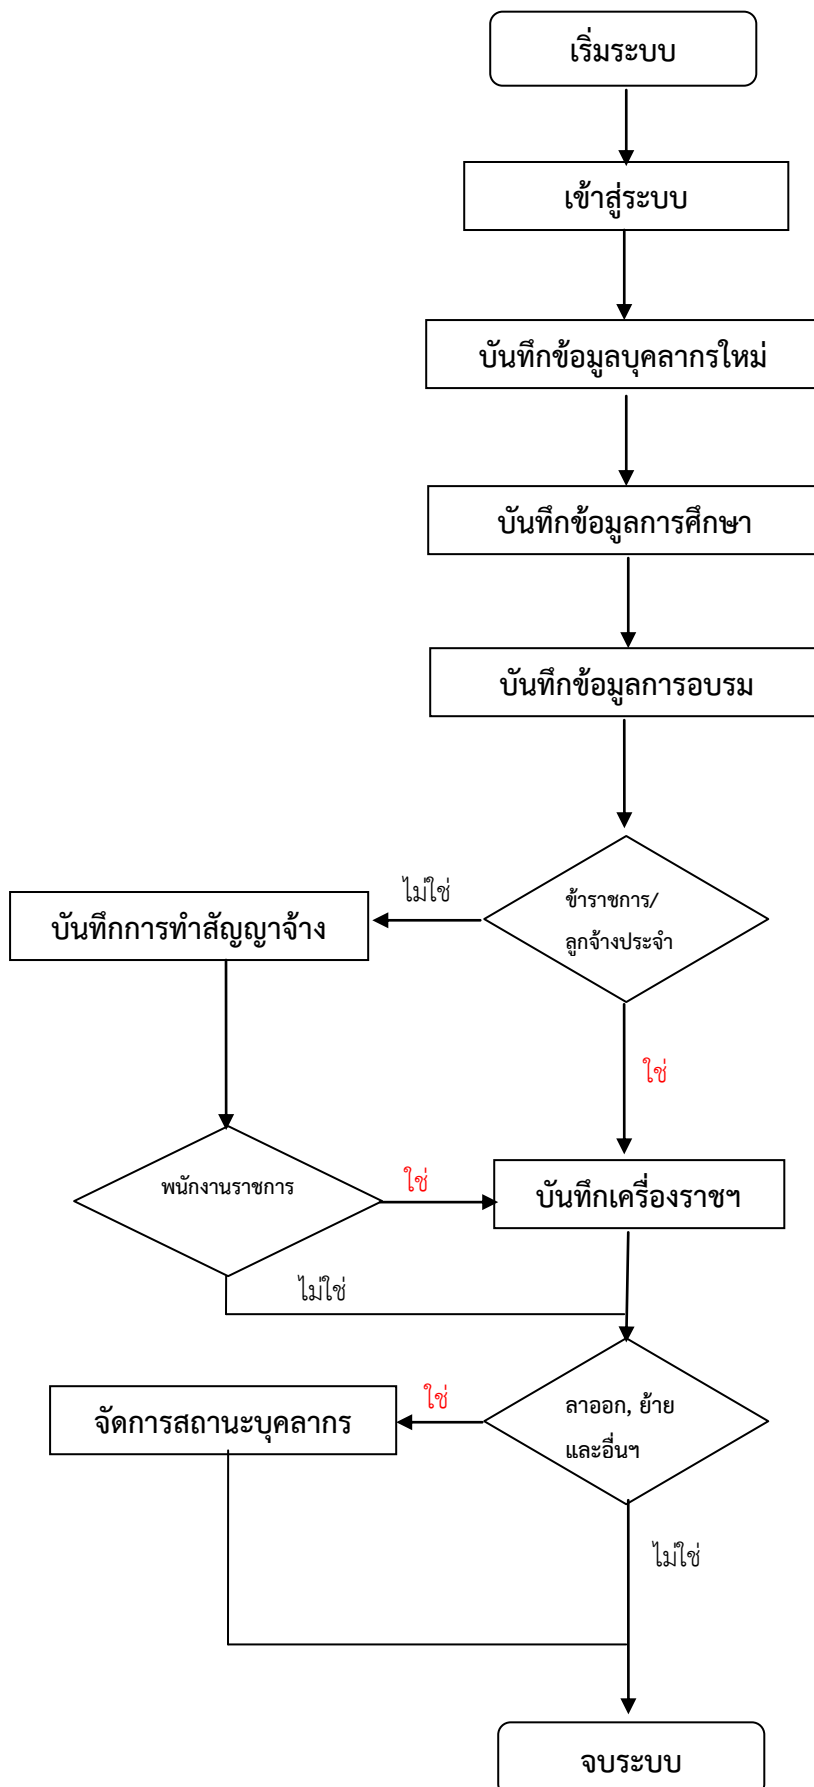 เริ่มระบบ
เข้าสู่ระบบ
บันทึกข้อมูลบุคลากรใหม่
บันทึกข้อมูลการศึกษา
บันทึกข้อมูลการอบรม
ไม่ใช่
ข้าราชการ/
ลูกจ้างประจำ
บันทึกการทำสัญญาจ้าง
ใช่
พนักงานราชการ
ใช่
บันทึกเครื่องราชฯ
ไม่ใช่
ใช่
ลาออก, ย้าย
และอื่นฯ
จัดการสถานะบุคลากร
ไม่ใช่
จบระบบ